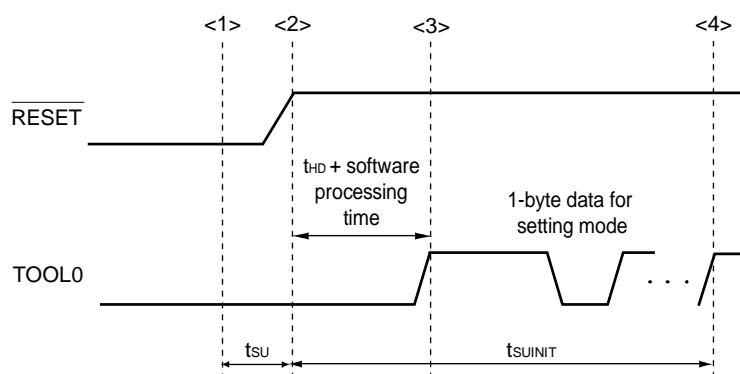 <1> <2> <3> <4>
RESET
tHD + software
processing
time
1-byte data for
setting mode
TOOL0
. . .
tSU tSUINIT